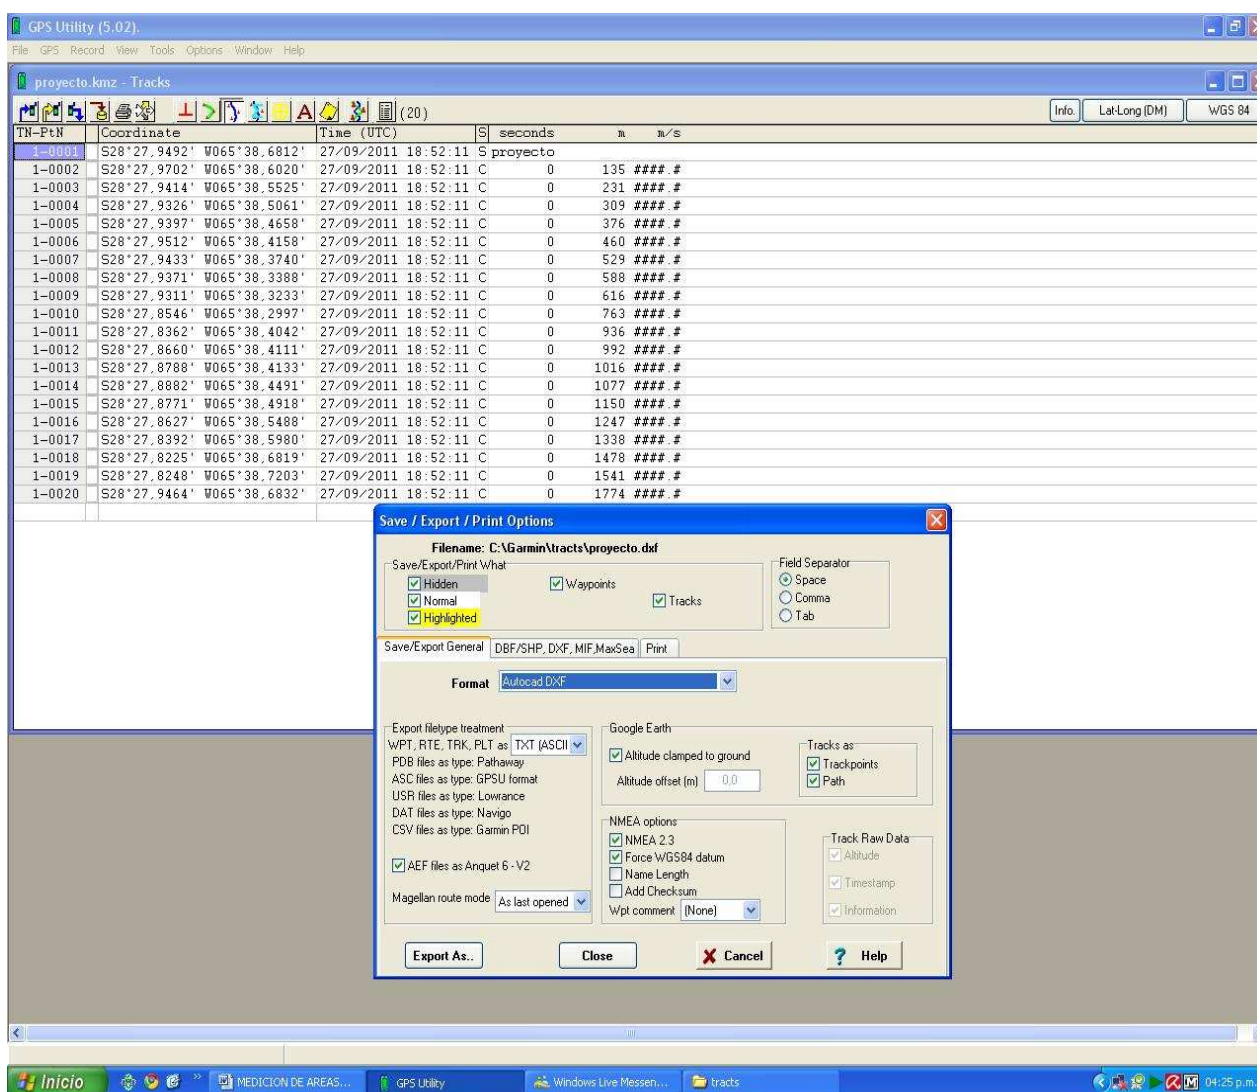 GPS Utility (5.02).
File GPS Record View Tools Options Window Help
proyecto.kmz - Tracks
(20) Info. Lat-Long (DM) WGS 84
TN-PtN Coordinate Time (UTC) S seconds m m/s
1-0001 S28°27,9492' W065°38,6812' 27/09/2011 18:52:11 S proyecto
1-0002 S28°27,9702' W065°38,6020' 27/09/2011 18:52:11 C 0 135 ####.#
1-0003 S28°27,9414' W065°38,5525' 27/09/2011 18:52:11 C 0 231 ####.#
1-0004 S28°27,9326' W065°38,5061' 27/09/2011 18:52:11 C 0 309 ####.#
1-0005 S28°27,9397' W065°38,4658' 27/09/2011 18:52:11 C 0 376 ####.#
1-0006 S28°27,9512' W065°38,4158' 27/09/2011 18:52:11 C 0 460 ####.#
1-0007 S28°27,9433' W065°38,3740' 27/09/2011 18:52:11 C 0 529 ####.#
1-0008 S28°27,9371' W065°38,3388' 27/09/2011 18:52:11 C 0 588 ####.#
1-0009 S28°27,9311' W065°38,3233' 27/09/2011 18:52:11 C 0 616 ####.#
1-0010 S28°27,8546' W065°38,2997' 27/09/2011 18:52:11 C 0 763 ####.#
1-0011 S28°27,8362' W065°38,4042' 27/09/2011 18:52:11 C 0 936 ####.#
1-0012 S28°27,8660' W065°38,4111' 27/09/2011 18:52:11 C 0 992 ####.#
1-0013 S28°27,8788' W065°38,4133' 27/09/2011 18:52:11 C 0 1016 ####.#
1-0014 S28°27,8882' W065°38,4491' 27/09/2011 18:52:11 C 0 1077 ####.#
1-0015 S28°27,8771' W065°38,4918' 27/09/2011 18:52:11 C 0 1150 ####.#
1-0016 S28°27,8627' W065°38,5488' 27/09/2011 18:52:11 C 0 1247 ####.#
1-0017 S28°27,8392' W065°38,5980' 27/09/2011 18:52:11 C 0 1338 ####.#
1-0018 S28°27,8225' W065°38,6819' 27/09/2011 18:52:11 C 0 1478 ####.#
1-0019 S28°27,8248' W065°38,7203' 27/09/2011 18:52:11 C 0 1541 ####.#
1-0020 S28°27,9464' W065°38,6832' 27/09/2011 18:52:11 C 0 1774 ####.#
Save / Export / Print Options
Filename: C:\Garmin\tracts\proyecto.dxf
Save/Export/Print What
Hidden Waypoints
Normal Tracks
Highlighted
Field Separator
Space
Comma
Tab
Save/Export General DBF/SHP, DXF, MIF,MaxSea Print
Format Autocad DXF
Export filetype treatment
WPT, RTE, TRK, PLT as TXT (ASCII
PDB files as type: Pathaway
ASC files as type: GPSU format
USR files as type: Lowrance
DAT files as type: Navigo
CSV files as type: Garmin POI
AEF files as Anquet 6 - V2
Magellan route mode As last opened
Google Earth
Altitude clamped to ground
Altitude offset (m) 0,0
Tracks as
Trackpoints
Path
NMEA options
NMEA 2.3
Force WGS84 datum
Name Length
Add Checksum
Wpt comment (None)
Track Raw Data
Altitude
Timestamp
Information
Export As.. Close Cancel Help
Inicio MEDICION DE AREAS... GPS Utility Windows Live Messen... tracts 04:25 p.m.